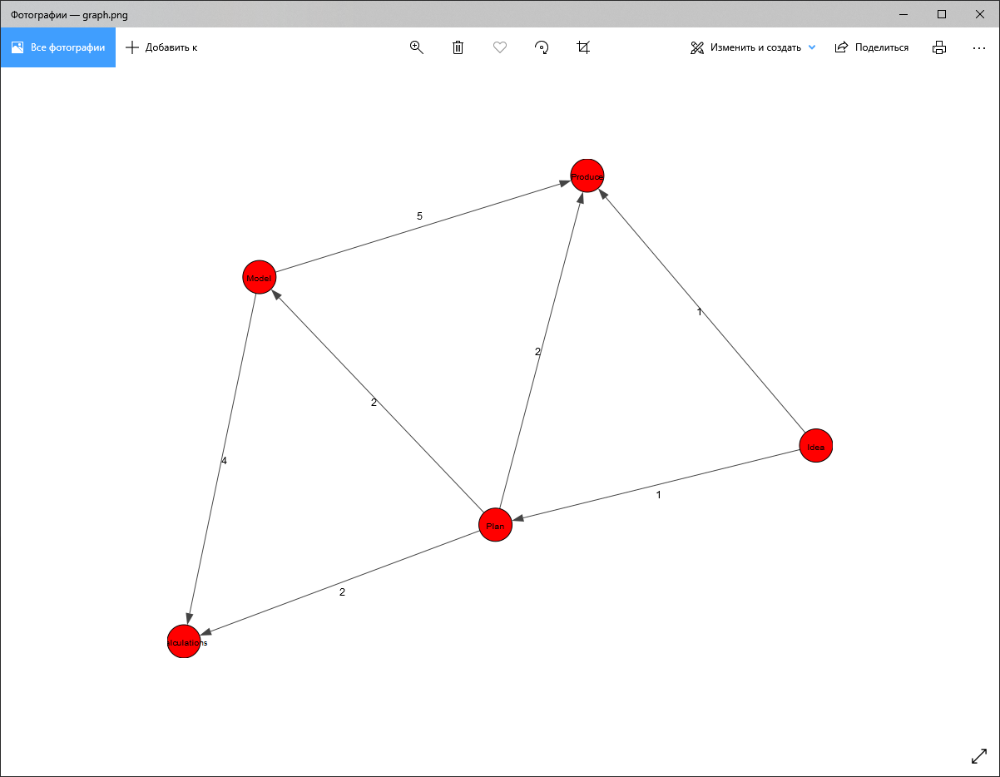 Фотографии — graph.png
Все фотографии
Добавить к
Изменить и создать
Поделиться
Produce
5
Model
1
2
2
Idea
4
1
Plan
2
alculations